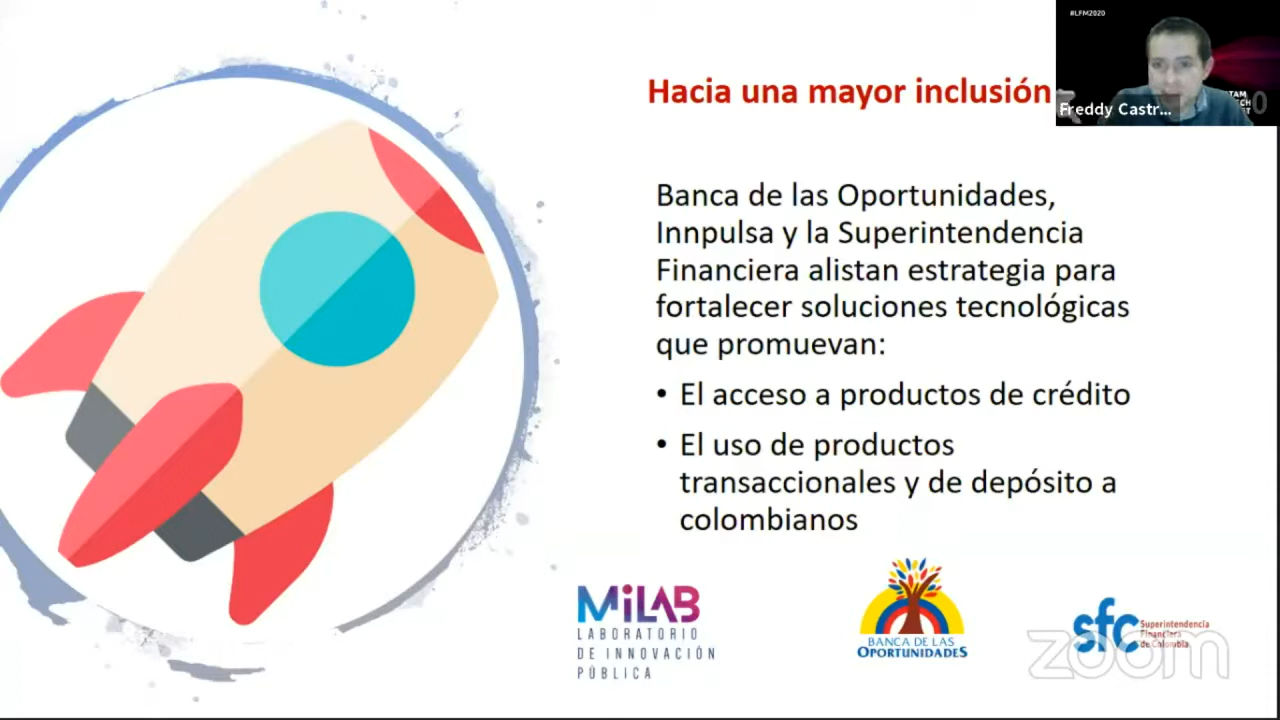 #LFM2020
Hacia una mayor inclusión
Freddy Castr...
Banca de las Oportunidades,
Innpulsa y la Superintendencia
Financiera alistan estrategia para
fortalecer soluciones tecnológicas
que promuevan:
• El acceso a productos de crédito
• El uso de productos
transaccionales y de depósito a
colombianos
MiLAB
LABORATORIO
DE INNOVACIÓN
PÚBLICA
BANCA DE LAS
OPORTUNIDADES
sfc
Superintendencia
Financiera
de Colombia
zoom